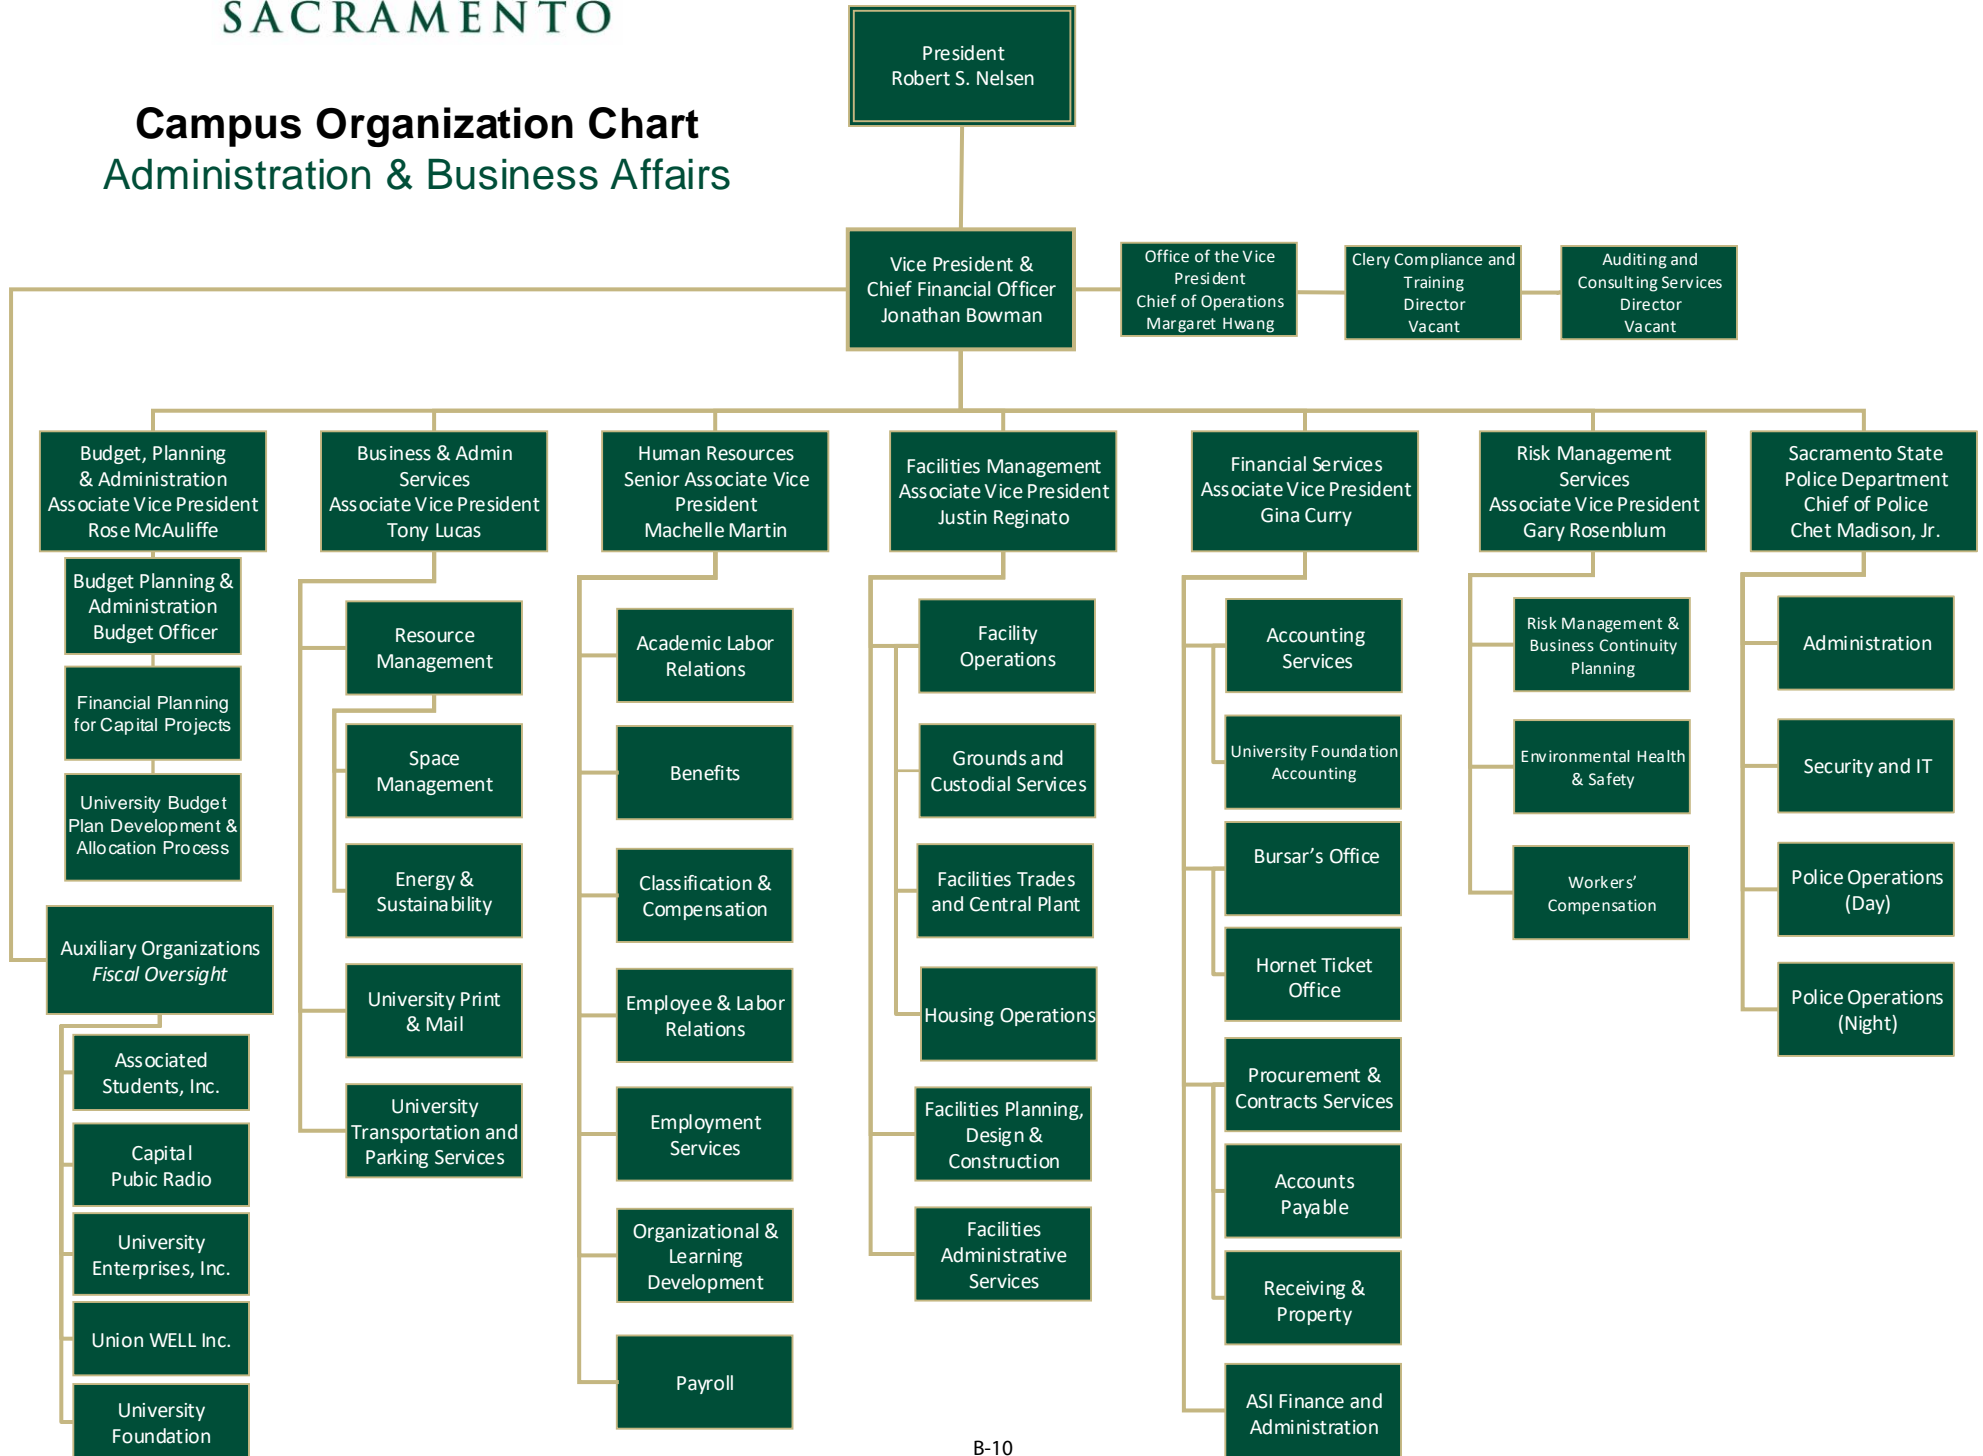 SACRAMENTO
Campus Organization Chart
Administration & Business Affairs
President
Robert S. Nelsen
Vice President &
Chief Financial Officer
Jonathan Bowman
Office of the Vice
President
Chief of Operations
Margaret Hwang
Clery Compliance and
Training
Director
Vacant
Auditing and
Consulting Services
Director
Vacant
Budget, Planning
& Administration
Associate Vice President
Rose McAuliffe
Budget Planning &
Administration
Budget Officer
Financial Planning
for Capital Projects
University Budget
Plan Development &
Allocation Process
Auxiliary Organizations
Fiscal Oversight
Associated
Students, Inc.
Capital
Pubic Radio
University
Enterprises, Inc.
Union WELL Inc.
University
Foundation
Business & Admin
Services
Associate Vice President
Tony Lucas
Resource
Management
Space
Management
Energy &
Sustainability
University Print
& Mail
University
Transportation and
Parking Services
Human Resources
Senior Associate Vice
President
Machelle Martin
Academic Labor
Relations
Benefits
Classification &
Compensation
Employee & Labor
Relations
Employment
Services
Organizational &
Learning
Development
Payroll
Facilities Management
Associate Vice President
Justin Reginato
Facility
Operations
Grounds and
Custodial Services
Facilities Trades
and Central Plant
Housing Operations
Facilities Planning,
Design &
Construction
Facilities
Administrative
Services
Financial Services
Associate Vice President
Gina Curry
Accounting
Services
University Foundation
Accounting
Bursar's Office
Hornet Ticket
Office
Procurement &
Contracts Services
Accounts
Payable
Receiving &
Property
ASI Finance and
Administration
Risk Management
Services
Associate Vice President
Gary Rosenblum
Risk Management &
Business Continuity
Planning
Environmental Health
& Safety
Workers'
Compensation
Sacramento State
Police Department
Chief of Police
Chet Madison, Jr.
Administration
Security and IT
Police Operations
(Day)
Police Operations
(Night)
B-10